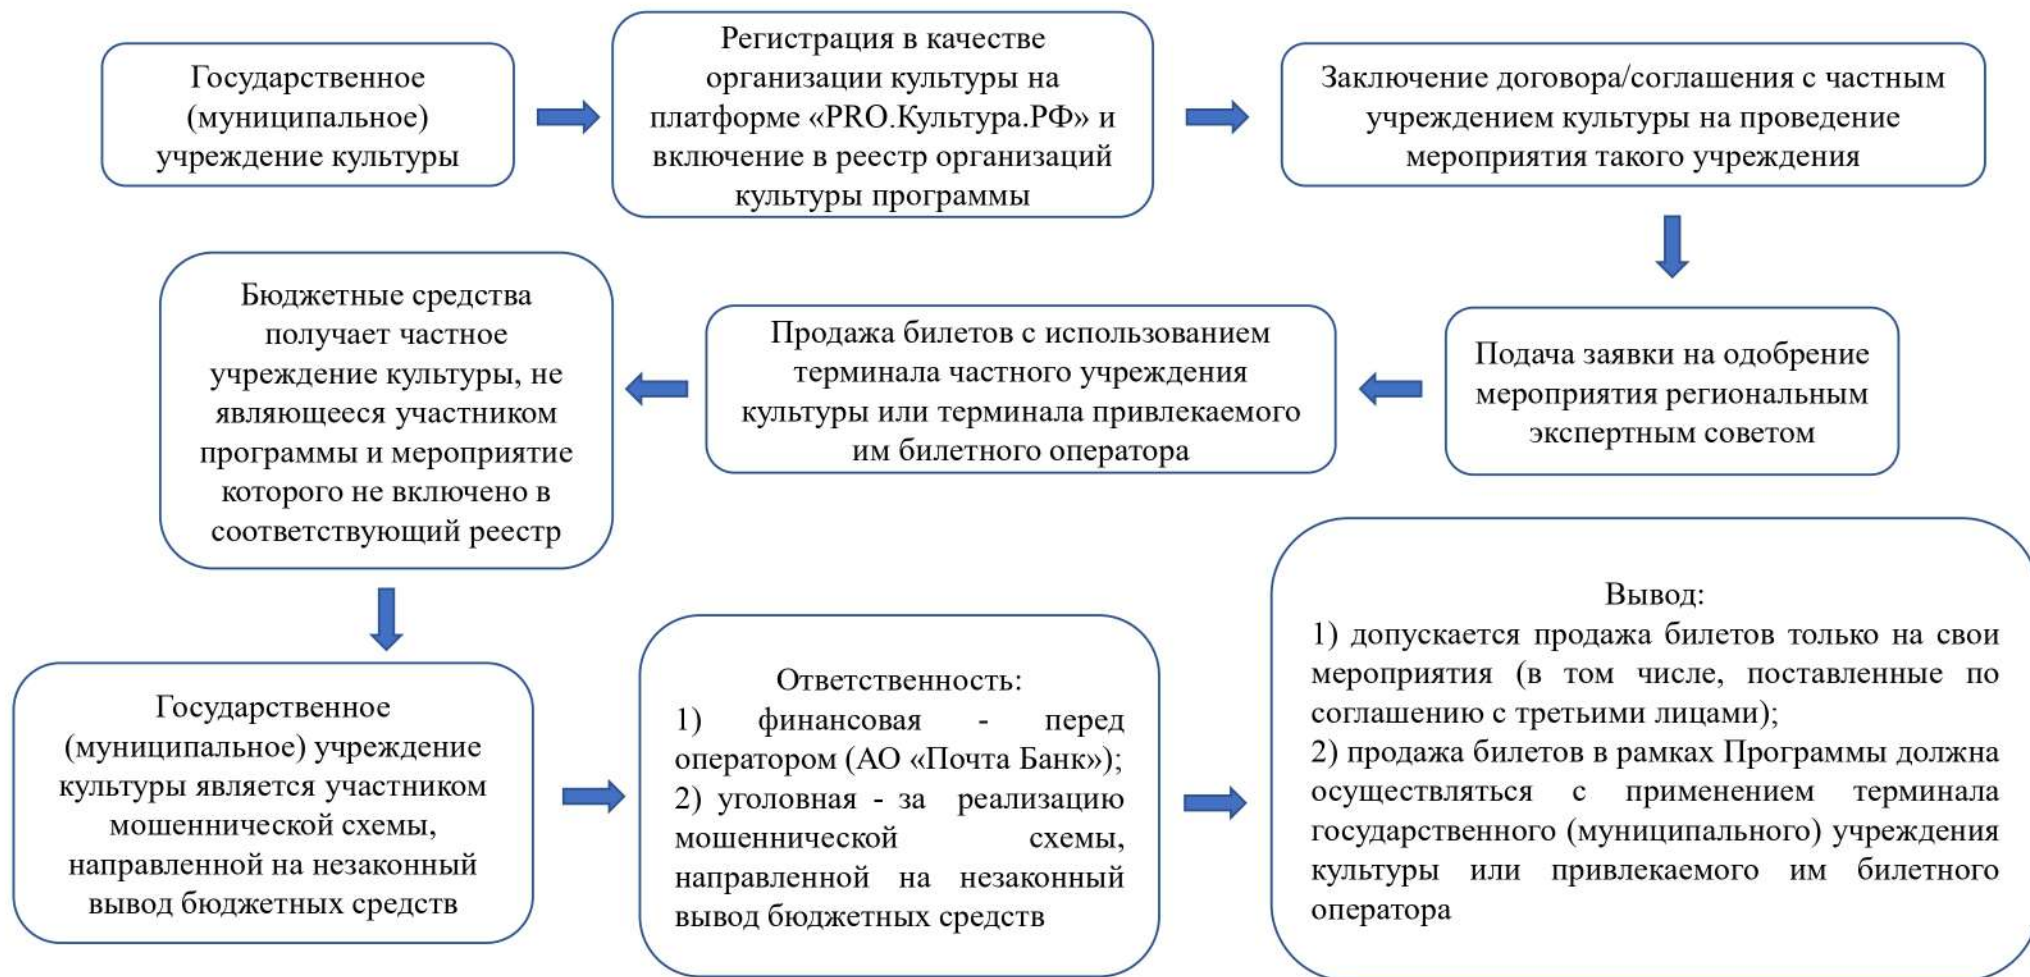 Государственное
(муниципальное)
учреждение культуры
Регистрация в качестве
организации культуры на
платформе «PRO.Культура.РФ» и
включение в реестр организаций
культуры программы
Заключение договора/соглашения с частным
учреждением культуры на проведение
мероприятия такого учреждения
Подача заявки на одобрение
мероприятия региональным
экспертным советом
Продажа билетов с использованием
терминала частного учреждения
культуры или терминала привлекаемого
им билетного оператора
Бюджетные средства
получает частное
учреждение культуры, не
являющееся участником
программы и мероприятие
которого не включено в
соответствующий реестр
Государственное
(муниципальное) учреждение
культуры является участником
мошеннической схемы,
направленной на незаконный
вывод бюджетных средств
Ответственность:
1) финансовая - перед
оператором (АО «Почта Банк»);
2) уголовная - за реализацию
мошеннической схемы,
направленной на незаконный
вывод бюджетных средств
Вывод:
1) допускается продажа билетов только на свои
мероприятия (в том числе, поставленные по
соглашению с третьими лицами);
2) продажа билетов в рамках Программы должна
осуществляться с применением терминала
государственного (муниципального) учреждения
культуры или привлекаемого им билетного
оператора